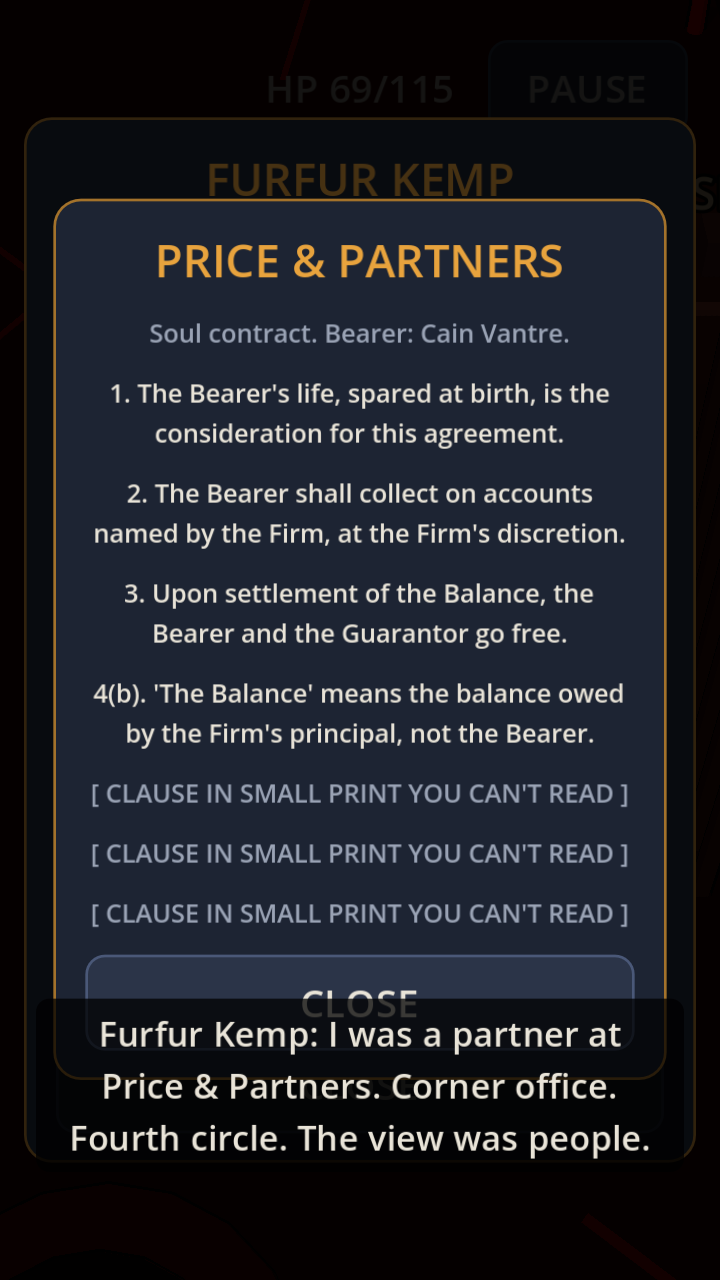 HP 69/115
PAUSE
FURFUR KEMP
S
PRICE & PARTNERS
Soul contract. Bearer: Cain Vantre.
1. The Bearer's life, spared at birth, is the
consideration for this agreement.
2. The Bearer shall collect on accounts
named by the Firm, at the Firm's discretion.
3. Upon settlement of the Balance, the
Bearer and the Guarantor go free.
4(b). 'The Balance' means the balance owed
by the Firm's principal, not the Bearer.
[ CLAUSE IN SMALL PRINT YOU CAN'T READ ]
[ CLAUSE IN SMALL PRINT YOU CAN'T READ ]
[ CLAUSE IN SMALL PRINT YOU CAN'T READ ]
CLOSE
Furfur Kemp: I was a partner at
Price & Partners. Corner office.
Fourth circle. The view was people.